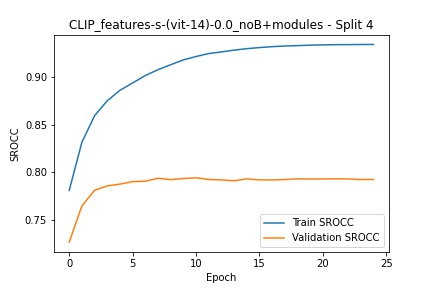 CLIP_features-s-(vit-14)-0.0_noB+modules - Split 4
SROCC
0.90
0.85
0.80
0.75
Train SROCC
Validation SROCC
0 5 10 15 20 25
Epoch